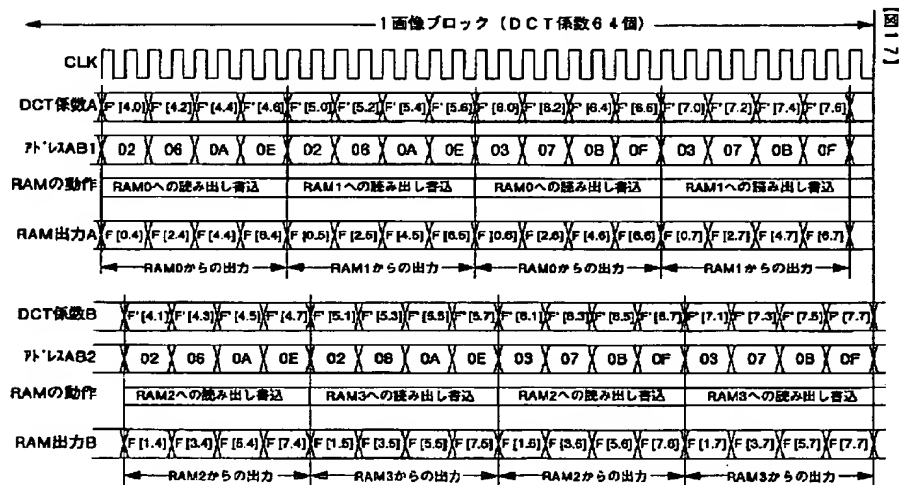 【図17】
1画像ブロック (DCT係数64個)
CLK
DCT係数A F'[4.0] F'[4.2] F'[4.4] F'[4.6] F'[5.0] F'[5.2] F'[5.4] F'[5.6] F'[6.0] F'[6.2] F'[6.4] F'[6.6] F'[7.0] F'[7.2] F'[7.4] F'[7.6]
アドレスAB1 02 06 0A 0E 02 06 0A 0E 03 07 0B 0F 03 07 0B 0F
RAMの動作 RAM0への読み出し書込 RAM1への読み出し書込 RAM0への読み出し書込 RAM1への読み出し書込
RAM出力A F[0.4] F[2.4] F[4.4] F[6.4] F[0.5] F[2.5] F[4.5] F[6.5] F[0.6] F[2.6] F[4.6] F[6.6] F[0.7] F[2.7] F[4.7] F[6.7]
RAM0からの出力 RAM1からの出力 RAM0からの出力 RAM1からの出力
DCT係数B F'[4.1] F'[4.3] F'[4.5] F'[4.7] F'[5.1] F'[5.3] F'[5.5] F'[5.7] F'[6.1] F'[6.3] F'[6.5] F'[6.7] F'[7.1] F'[7.3] F'[7.5] F'[7.7]
アドレスAB2 02 06 0A 0E 02 06 0A 0E 03 07 0B 0F 03 07 0B 0F
RAMの動作 RAM2への読み出し書込 RAM3への読み出し書込 RAM2への読み出し書込 RAM3への読み出し書込
RAM出力B F[1.4] F[3.4] F[5.4] F[7.4] F[1.5] F[3.5] F[5.5] F[7.5] F[1.6] F[3.6] F[5.6] F[7.6] F[1.7] F[3.7] F[5.7] F[7.7]
RAM2からの出力 RAM3からの出力 RAM2からの出力 RAM3からの出力